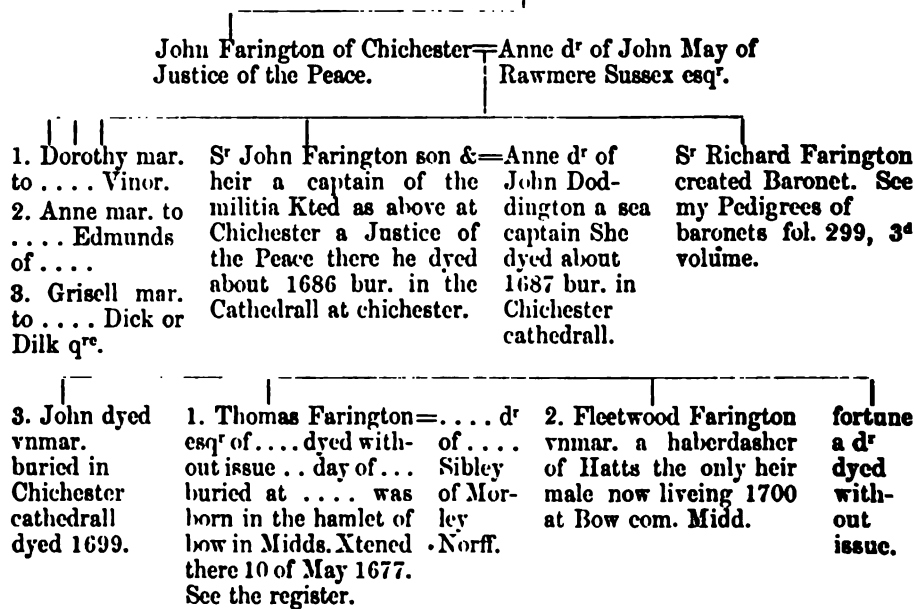 John Farington of Chichester=Anne dʳ of John May of
Justice of the Peace. Rawmere Sussex esqʳ.
1. Dorothy mar.
to .... Vinor.
2. Anne mar. to
.... Edmunds
of ....
3. Grisell mar.
to .... Dick or
Dilk qʳᵉ.
Sʳ John Farington son &=Anne dʳ of
heir a captain of the
militia Kted as above at
Chichester a Justice of
the Peace there he dyed
about 1686 bur. in the
Cathedrall at chichester.
John Dod-
dington a sea
captain She
dyed about
1687 bur. in
Chichester
cathedrall.
Sʳ Richard Farington
created Baronet. See
my Pedigrees of
baronets fol. 299, 3ᵈ
volume.
3. John dyed
vnmar.
buried in
Chichester
cathedrall
dyed 1699.
1. Thomas Farington=.... dʳ
esqʳ of .... dyed with-
out issue .. day of ...
buried at .... was
born in the hamlet of
bow in Midds. Xtened
there 10 of May 1677.
See the register.
of ....
Sibley
of Mor-
ley
Norff.
2. Fleetwood Farington
vnmar. a haberdasher
of Hatts the only heir
male now liveing 1700
at Bow com. Midd.
fortune
a dʳ
dyed
with-
out
issue.